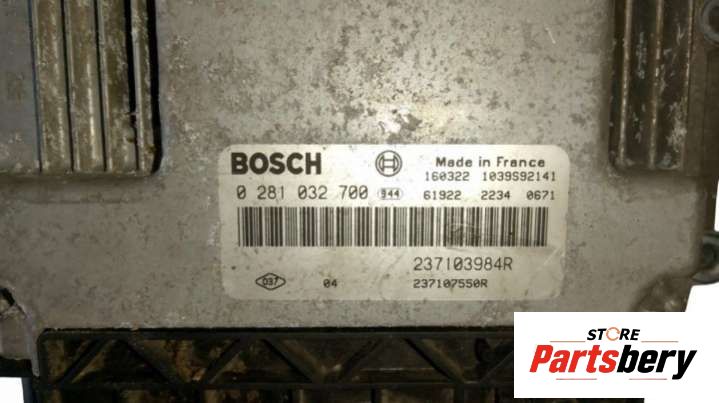 BOSCH Made in France
160322 1039S92141
0 281 032 700 944 61922 2234 0671
237103984R
037 04 237107550R
STORE
Partsbery